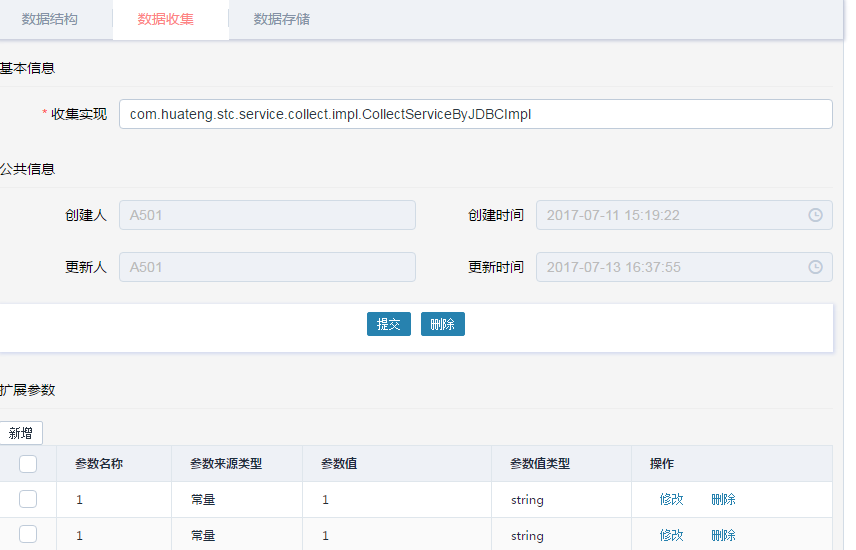 数据结构 数据收集 数据存储
基本信息
* 收集实现 com.huateng.stc.service.collect.impl.CollectServiceByJDBCImpl
公共信息
创建人 A501 创建时间 2017-07-11 15:19:22
更新人 A501 更新时间 2017-07-13 16:37:55
提交 删除
扩展参数
新增
参数名称 参数来源类型 参数值 参数值类型 操作
1 常量 1 string 修改 删除
1 常量 1 string 修改 删除